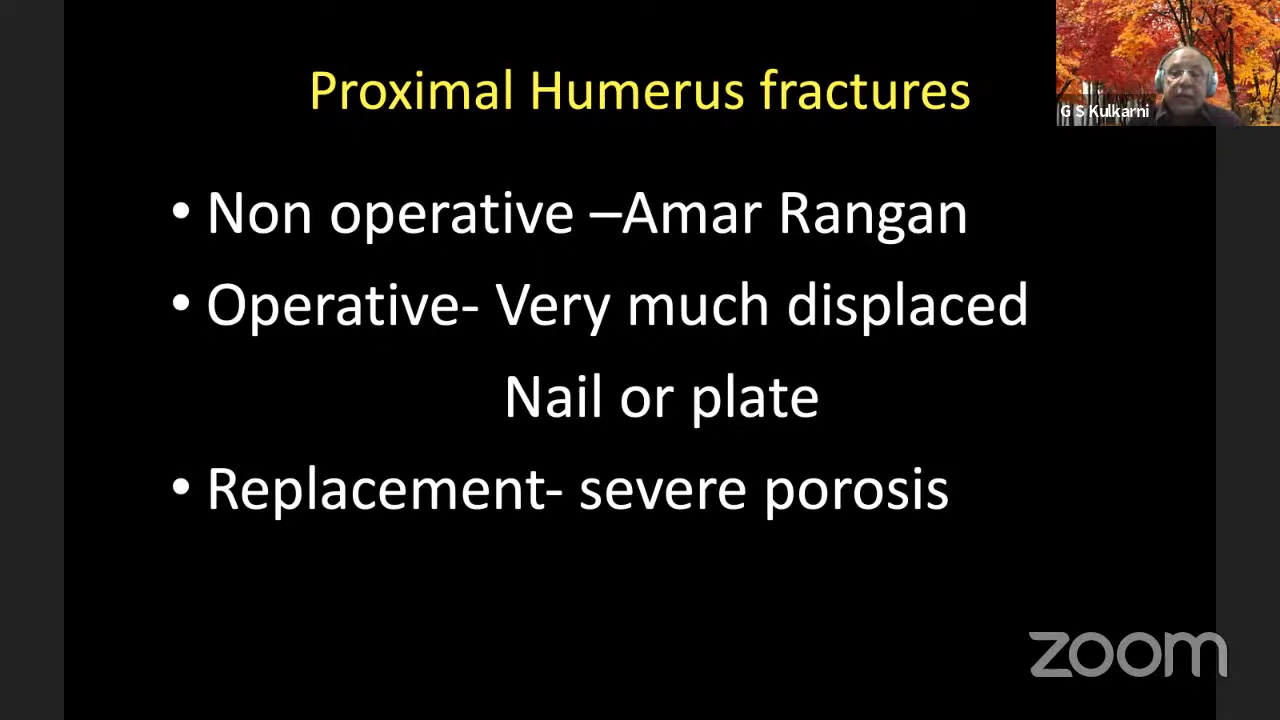 Proximal Humerus fractures
G S Kulkarni
• Non operative –Amar Rangan
• Operative- Very much displaced
Nail or plate
• Replacement- severe porosis
zoom